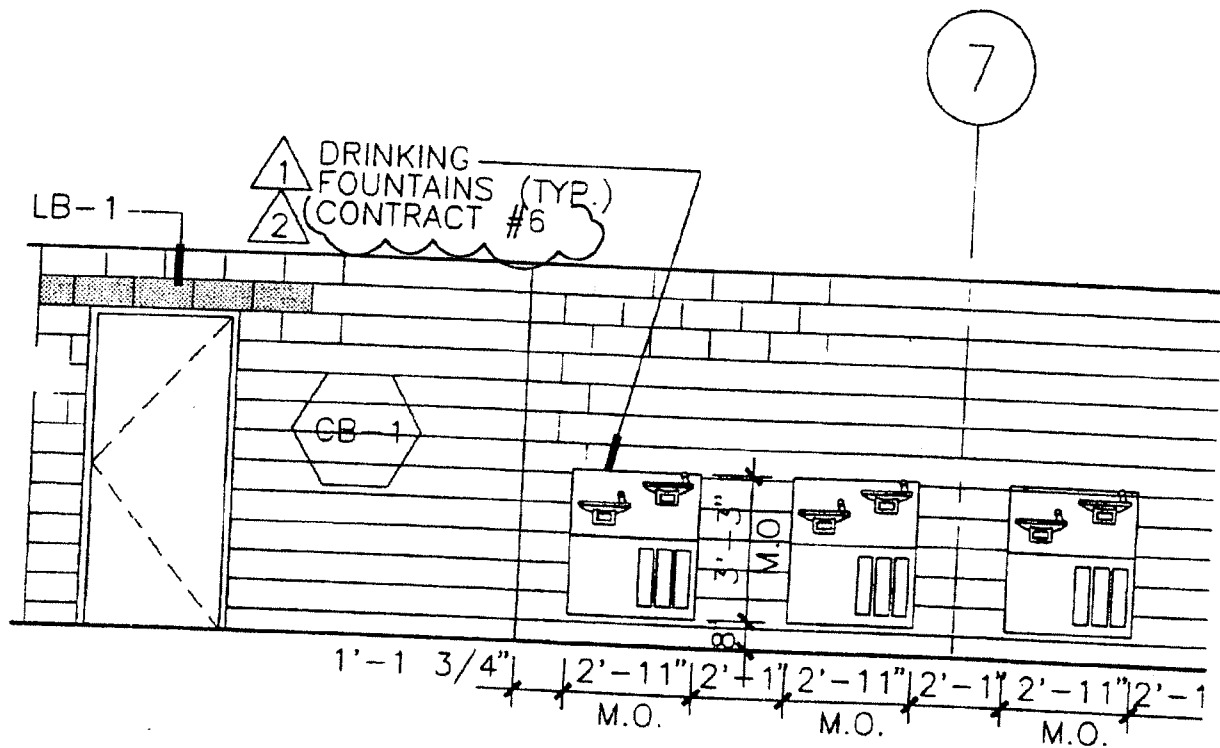 7
1 DRINKING
FOUNTAINS (TYP.)
2 CONTRACT #6
LB-1
CB-1
3'-3"
M.O
8"
1'-1 3/4" 2'-11" 2'-1" 2'-11" 2'-1" 2'-11" 2'-1
M.O. M.O. M.O.